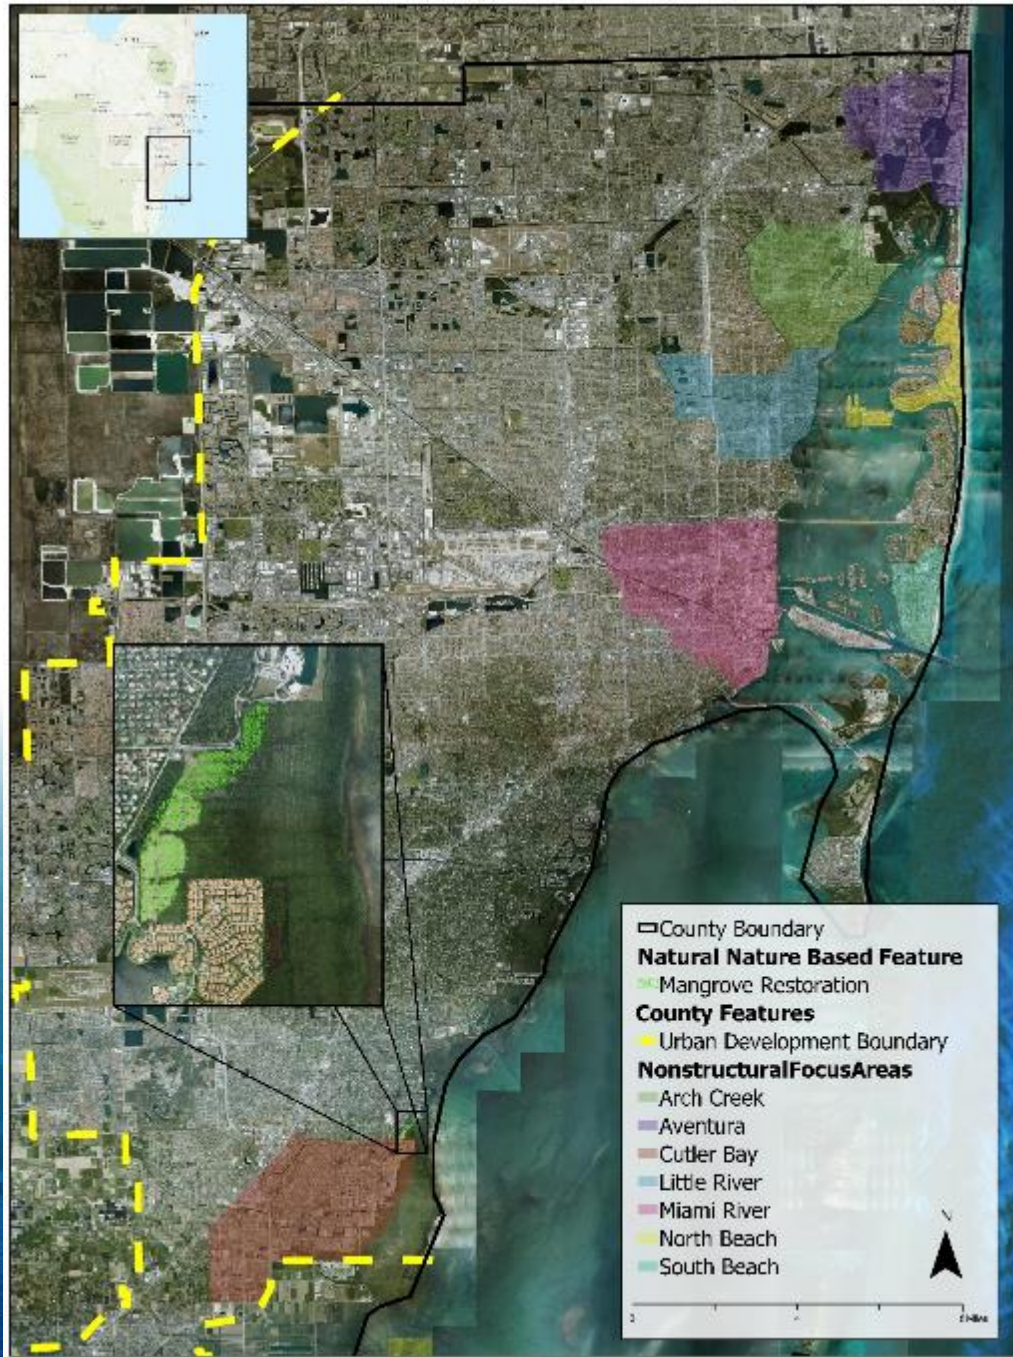 County Boundary
Natural Nature Based Feature
Mangrove Restoration
County Features
Urban Development Boundary
NonstructuralFocusAreas
Arch Creek
Aventura
Cutler Bay
Little River
Miami River
North Beach
South Beach
N